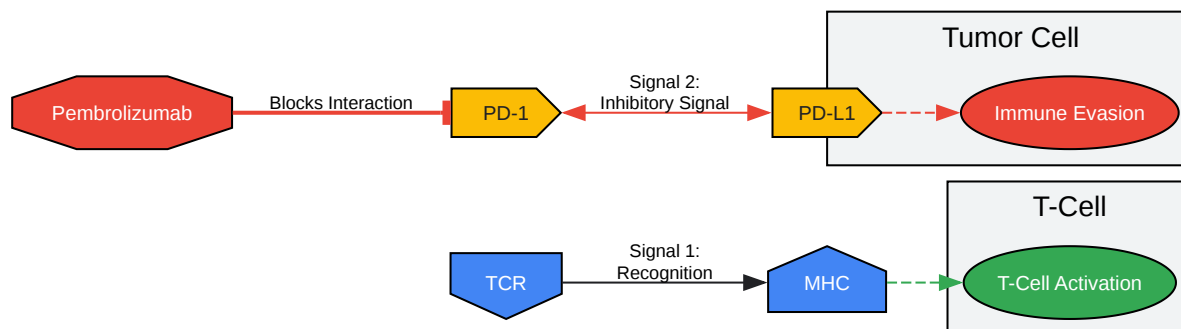 Tumor Cell
Pembrolizumab
Blocks Interaction
PD-1
Signal 2:
Inhibitory Signal
PD-L1
Immune Evasion
T-Cell
TCR
Signal 1:
Recognition
MHC
T-Cell Activation